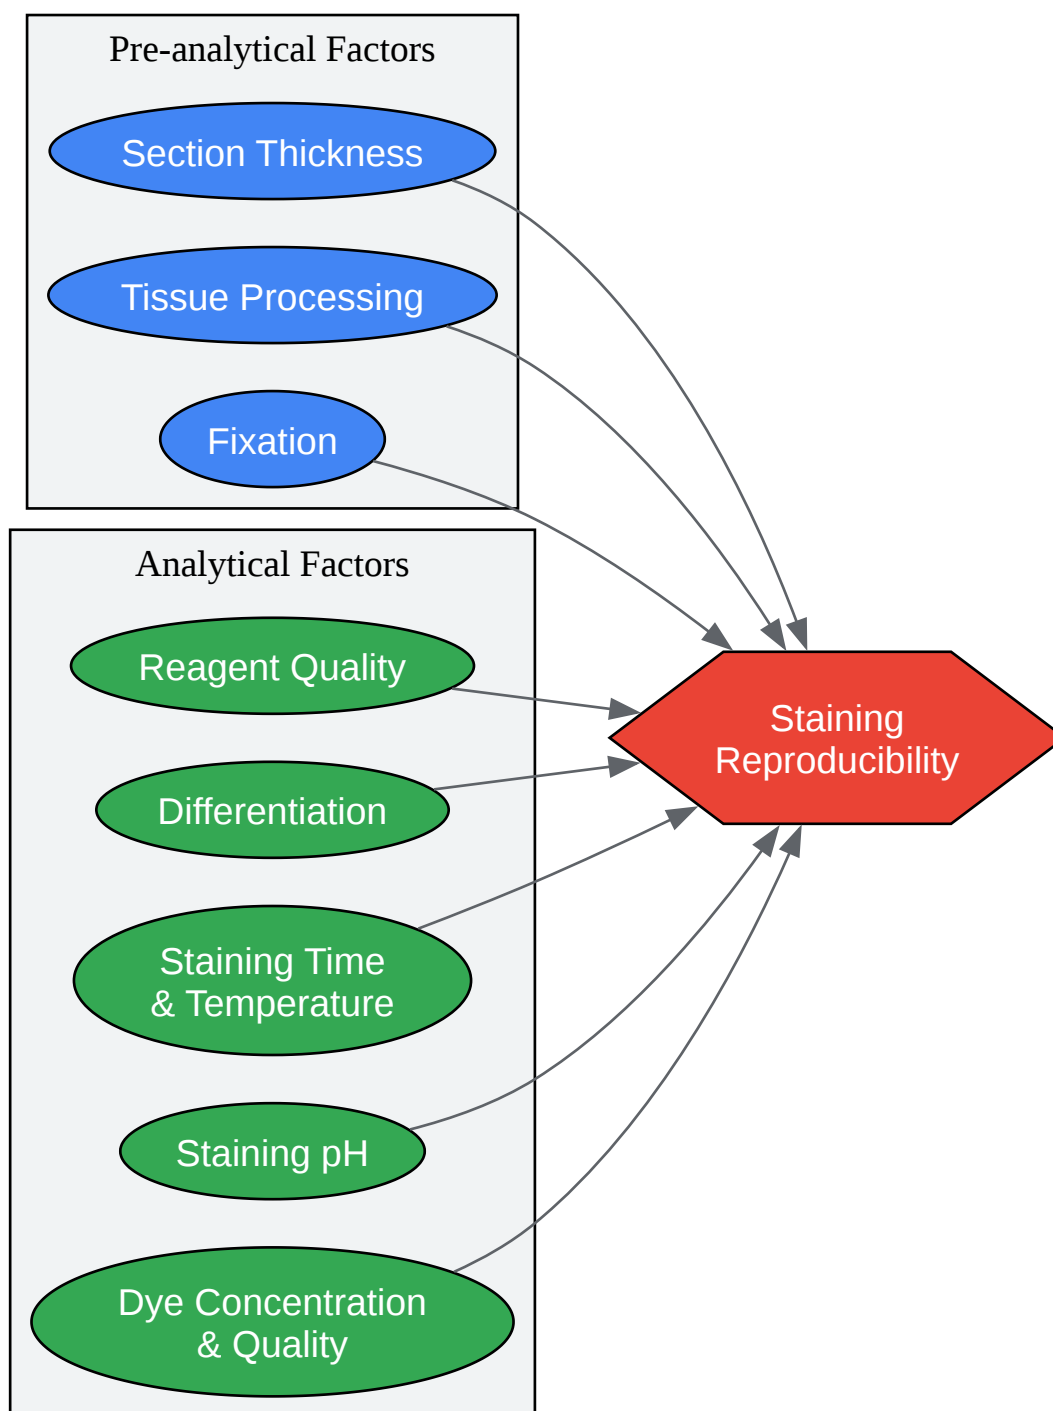 Pre-analytical Factors
Section Thickness
Tissue Processing
Fixation
Analytical Factors
Reagent Quality
Differentiation
Staining Time
& Temperature
Staining pH
Dye Concentration
& Quality
Staining
Reproducibility